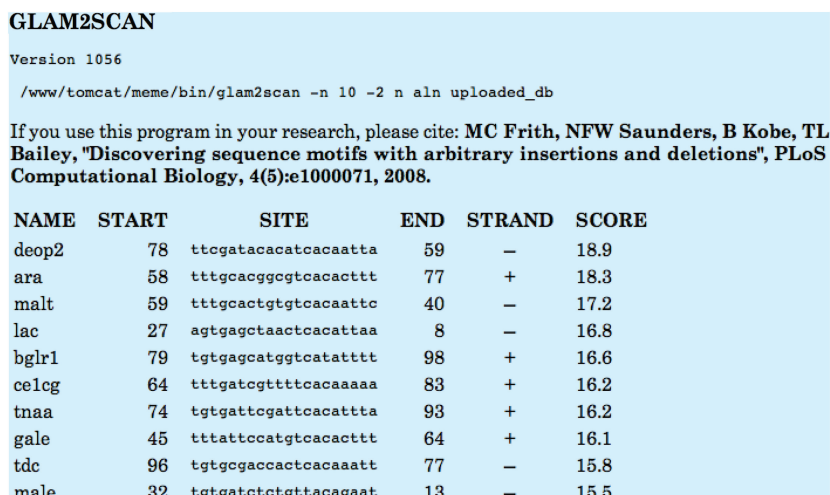 GLAM2SCAN
Version 1056
/www/tomcat/meme/bin/glam2scan -n 10 -2 n aln uploaded_db
If you use this program in your research, please cite: MC Frith, NFW Saunders, B Kobe, TL
Bailey, "Discovering sequence motifs with arbitrary insertions and deletions", PLoS
Computational Biology, 4(5):e1000071, 2008.
NAME START SITE END STRAND SCORE
deop2 78 ttcgatacacatcacaatta 59 – 18.9
ara 58 tttgcacggcgtcacacttt 77 + 18.3
malt 59 tttgcactgtgtcacaattc 40 – 17.2
lac 27 agtgagctaactcacattaa 8 – 16.8
bglr1 79 tgtgagcatggtcatatttt 98 + 16.6
ce1cg 64 tttgatcgttttcacaaaaa 83 + 16.2
tnaa 74 tgtgattcgattcacattta 93 + 16.2
gale 45 tttattccatgtcacacttt 64 + 16.1
tdc 96 tgtgcgaccactcacaaatt 77 – 15.8
male 32 tgtgatctctgttacagaat 13 – 15.5